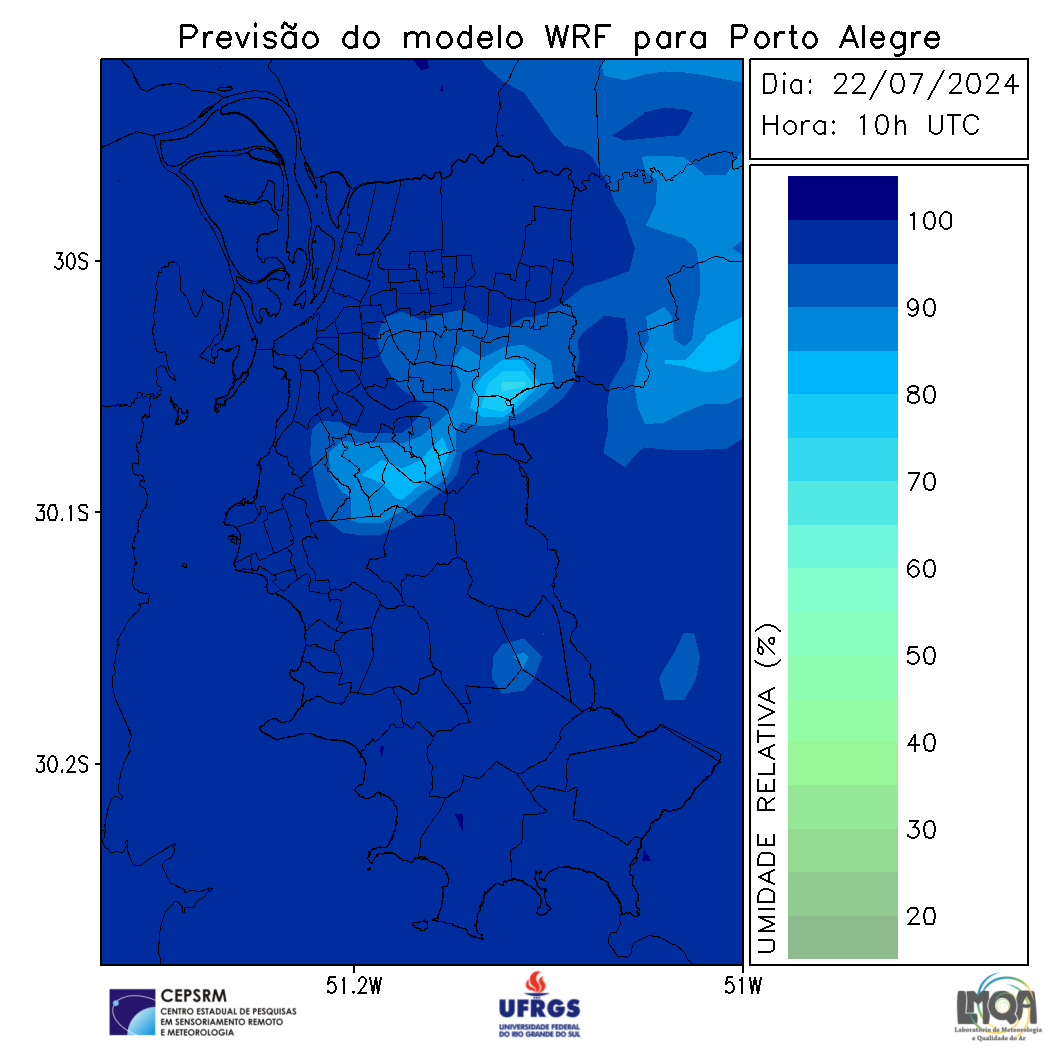 Previsão do modelo WRF para Porto Alegre
Dia: 22/07/2024
Hora: 10h UTC
30S
30.1S
30.2S
51.2W
51W
100
90
80
70
60
50
40
30
20
UMIDADE RELATIVA (%)
CEPSRM
CENTRO ESTADUAL DE PESQUISAS
EM SENSORIAMENTO REMOTO
E METEOROLOGIA
UFRGS
UNIVERSIDADE FEDERAL
DO RIO GRANDE DO SUL
LMQA
Laboratório de Meteorologia
e Qualidade do Ar